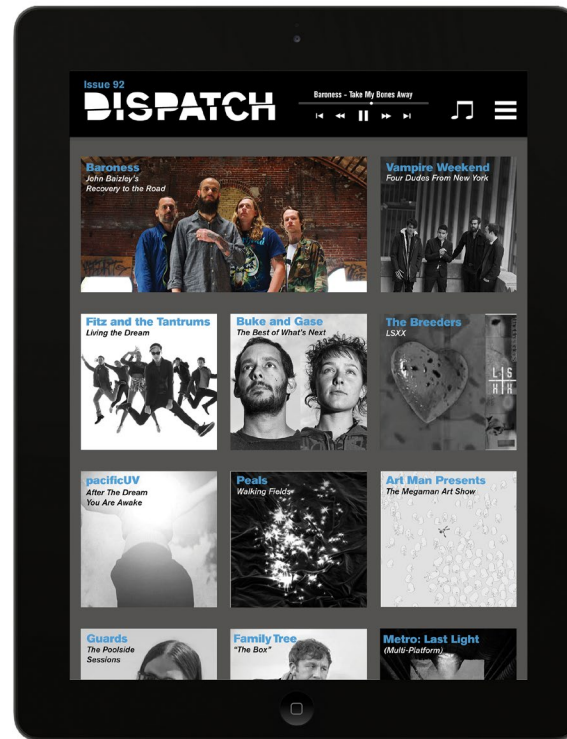 Issue 92
DISPATCH
Baroness - Take My Bones Away
Baroness
John Baizley's
Recovery to the Road
Vampire Weekend
Four Dudes From New York
Fitz and the Tantrums
Living the Dream
Buke and Gase
The Best of What's Next
The Breeders
LSXX
L S
X X
pacificUV
After The Dream
You Are Awake
Peals
Walking Fields
Art Man Presents
The Megaman Art Show
Guards
The Poolside
Sessions
Family Tree
"The Box"
Metro: Last Light
(Multi-Platform)